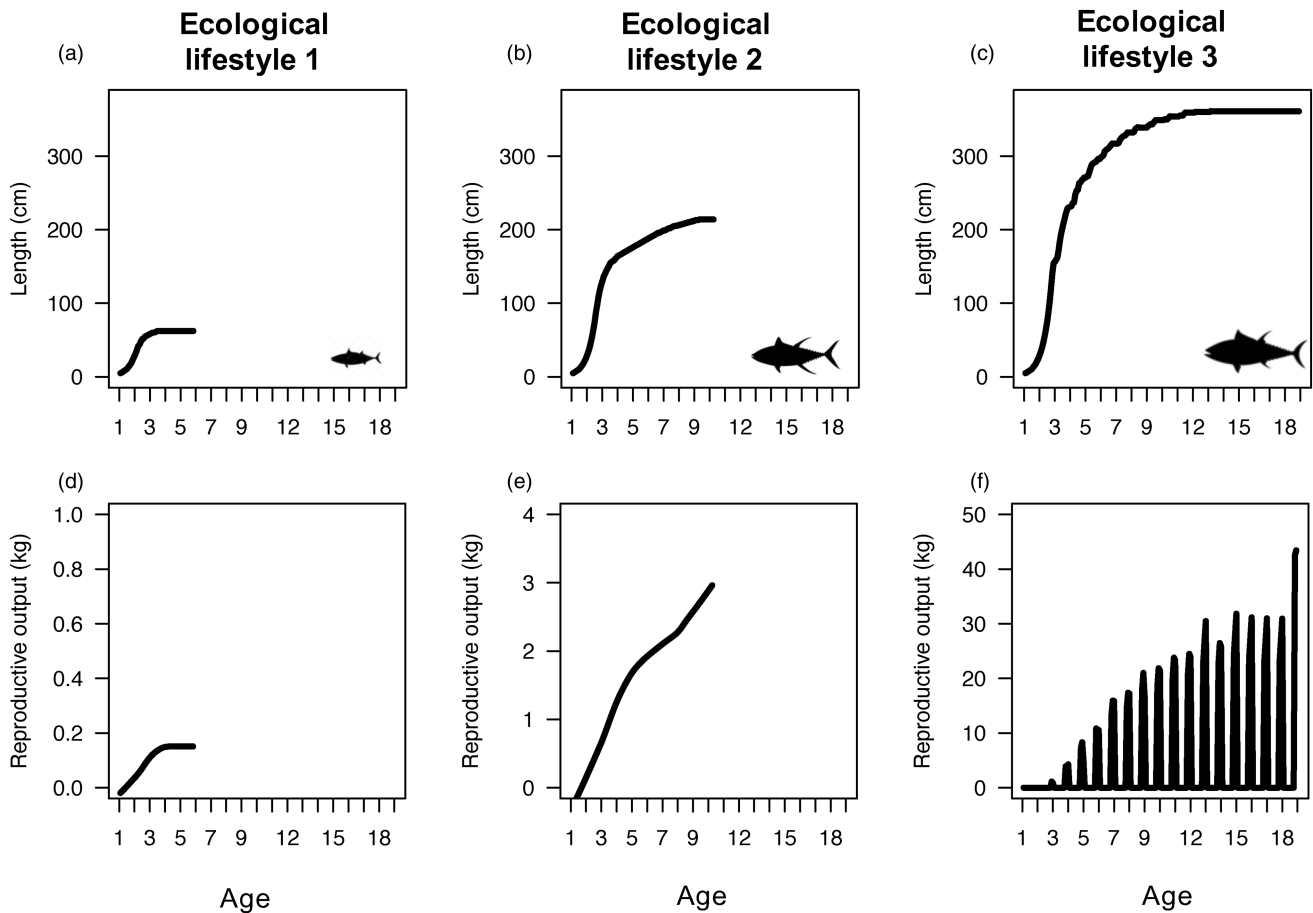 Ecological
lifestyle 1
Ecological
lifestyle 2
Ecological
lifestyle 3
(a)
(b)
(c)
Length (cm)
300
200
100
0
1 3 5 7 9 12 15 18
Length (cm)
300
200
100
0
1 3 5 7 9 12 15 18
Length (cm)
300
200
100
0
1 3 5 7 9 12 15 18
(d)
(e)
(f)
Reproductive output (kg)
1.0
0.8
0.6
0.4
0.2
0.0
1 3 5 7 9 12 15 18
Age
Reproductive output (kg)
4
3
2
1
0
1 3 5 7 9 12 15 18
Age
Reproductive output (kg)
50
40
30
20
10
0
1 3 5 7 9 12 15 18
Age